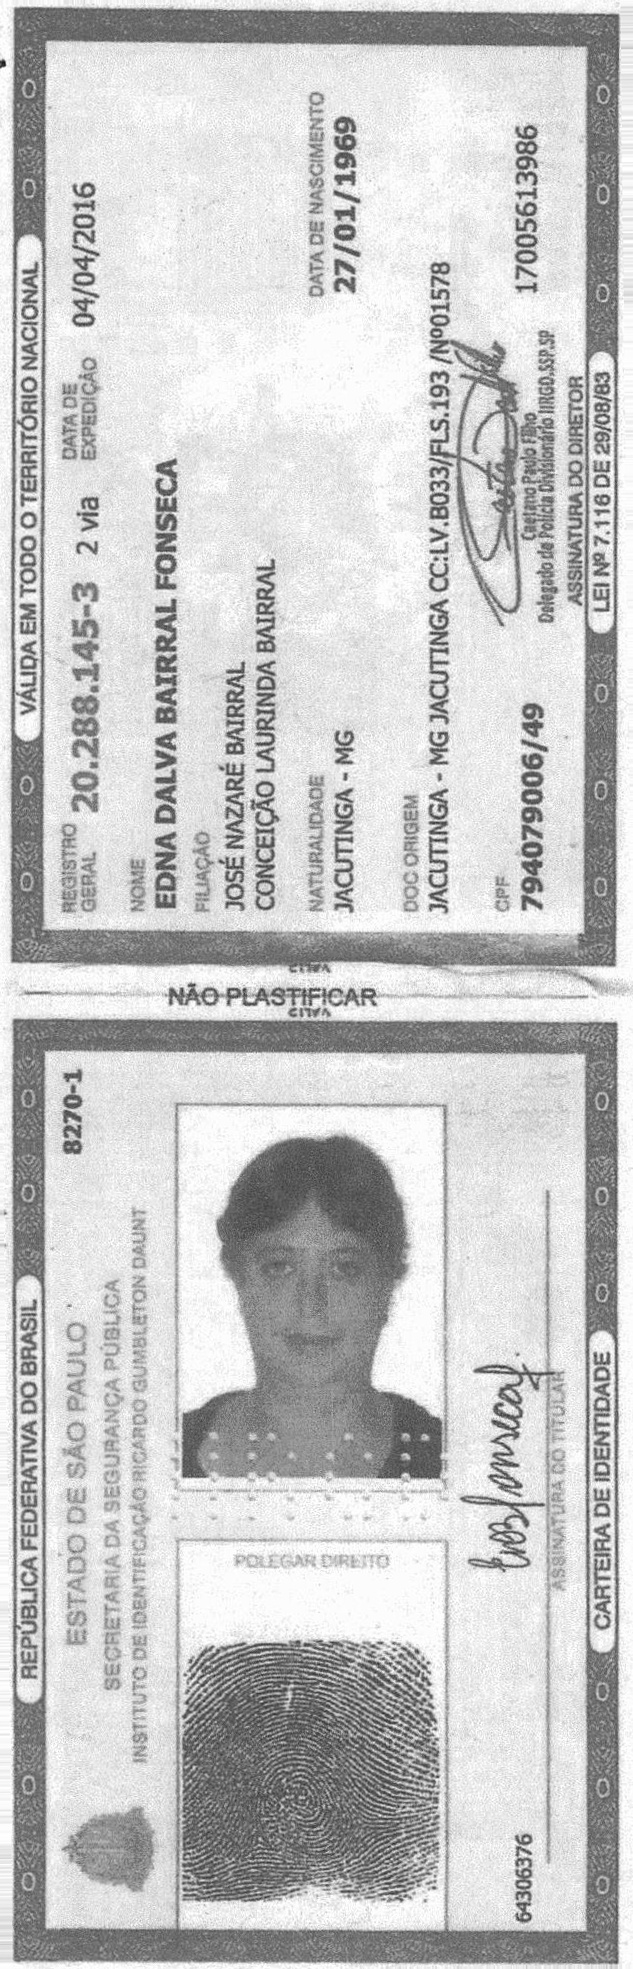 VÁLIDA EM TODO O TERRITÓRIO NACIONAL
REGISTRO GERAL 20.288.145-3 2 via DATA DE EXPEDIÇÃO 04/04/2016
NOME
EDNA DALVA BAIRRAL FONSECA
FILIAÇÃO
JOSÉ NAZARÉ BAIRRAL
CONCEIÇÃO LAURINDA BAIRRAL
NATURALIDADE DATA DE NASCIMENTO
JACUTINGA - MG 27/01/1969
DOC ORIGEM
JACUTINGA - MG JACUTINGA CC:LV.B033/FLS.193 /Nº01578
CPF
794079006/49 17005613986
Caetano Paulo Filho
Delegado de Polícia Divisionário IIRGD.SSP.SP
ASSINATURA DO DIRETOR
LEI Nº 7.116 DE 29/08/83
NÃO PLASTIFICAR
REPÚBLICA FEDERATIVA DO BRASIL
8270-1
ESTADO DE SÃO PAULO
SECRETARIA DA SEGURANÇA PÚBLICA
INSTITUTO DE IDENTIFICAÇÃO RICARDO GUMBLETON DAUNT
POLEGAR DIREITO
64306376
ASSINATURA DO TITULAR
CARTEIRA DE IDENTIDADE